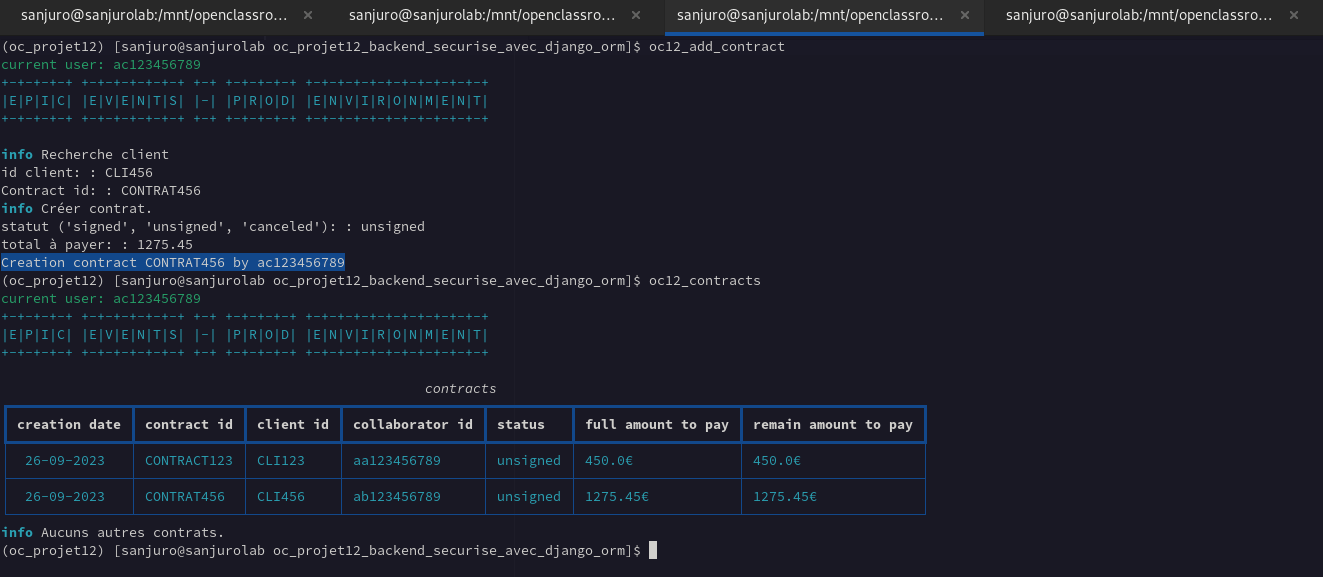 sanjuro@sanjurolab:/mnt/openclassro... × sanjuro@sanjurolab:/mnt/openclassro... × sanjuro@sanjurolab:/mnt/openclassro... × sanjuro@sanjurolab:/mnt/openclassro... ×
(oc_projet12) [sanjuro@sanjurolab oc_projet12_backend_securise_avec_django_orm]$ oc12_add_contract
current user: ac123456789
+-+-+-+-+ +-+-+-+-+-+-+ +-+ +-+-+-+-+ +-+-+-+-+-+-+-+-+-+-+-+
|E|P|I|C| |E|V|E|N|T|S| |-| |P|R|O|D| |E|N|V|I|R|O|N|M|E|N|T|
+-+-+-+-+ +-+-+-+-+-+-+ +-+ +-+-+-+-+ +-+-+-+-+-+-+-+-+-+-+-+
info Recherche client
id client: : CLI456
Contract id: : CONTRAT456
info Créer contrat.
statut ('signed', 'unsigned', 'canceled'): : unsigned
total à payer: : 1275.45
Creation contract CONTRAT456 by ac123456789
(oc_projet12) [sanjuro@sanjurolab oc_projet12_backend_securise_avec_django_orm]$ oc12_contracts
current user: ac123456789
+-+-+-+-+ +-+-+-+-+-+-+ +-+ +-+-+-+-+ +-+-+-+-+-+-+-+-+-+-+-+
|E|P|I|C| |E|V|E|N|T|S| |-| |P|R|O|D| |E|N|V|I|R|O|N|M|E|N|T|
+-+-+-+-+ +-+-+-+-+-+-+ +-+ +-+-+-+-+ +-+-+-+-+-+-+-+-+-+-+-+
contracts
creation date contract id client id collaborator id status full amount to pay remain amount to pay
26-09-2023 CONTRACT123 CLI123 aa123456789 unsigned 450.0€ 450.0€
26-09-2023 CONTRAT456 CLI456 ab123456789 unsigned 1275.45€ 1275.45€
info Aucuns autres contrats.
(oc_projet12) [sanjuro@sanjurolab oc_projet12_backend_securise_avec_django_orm]$